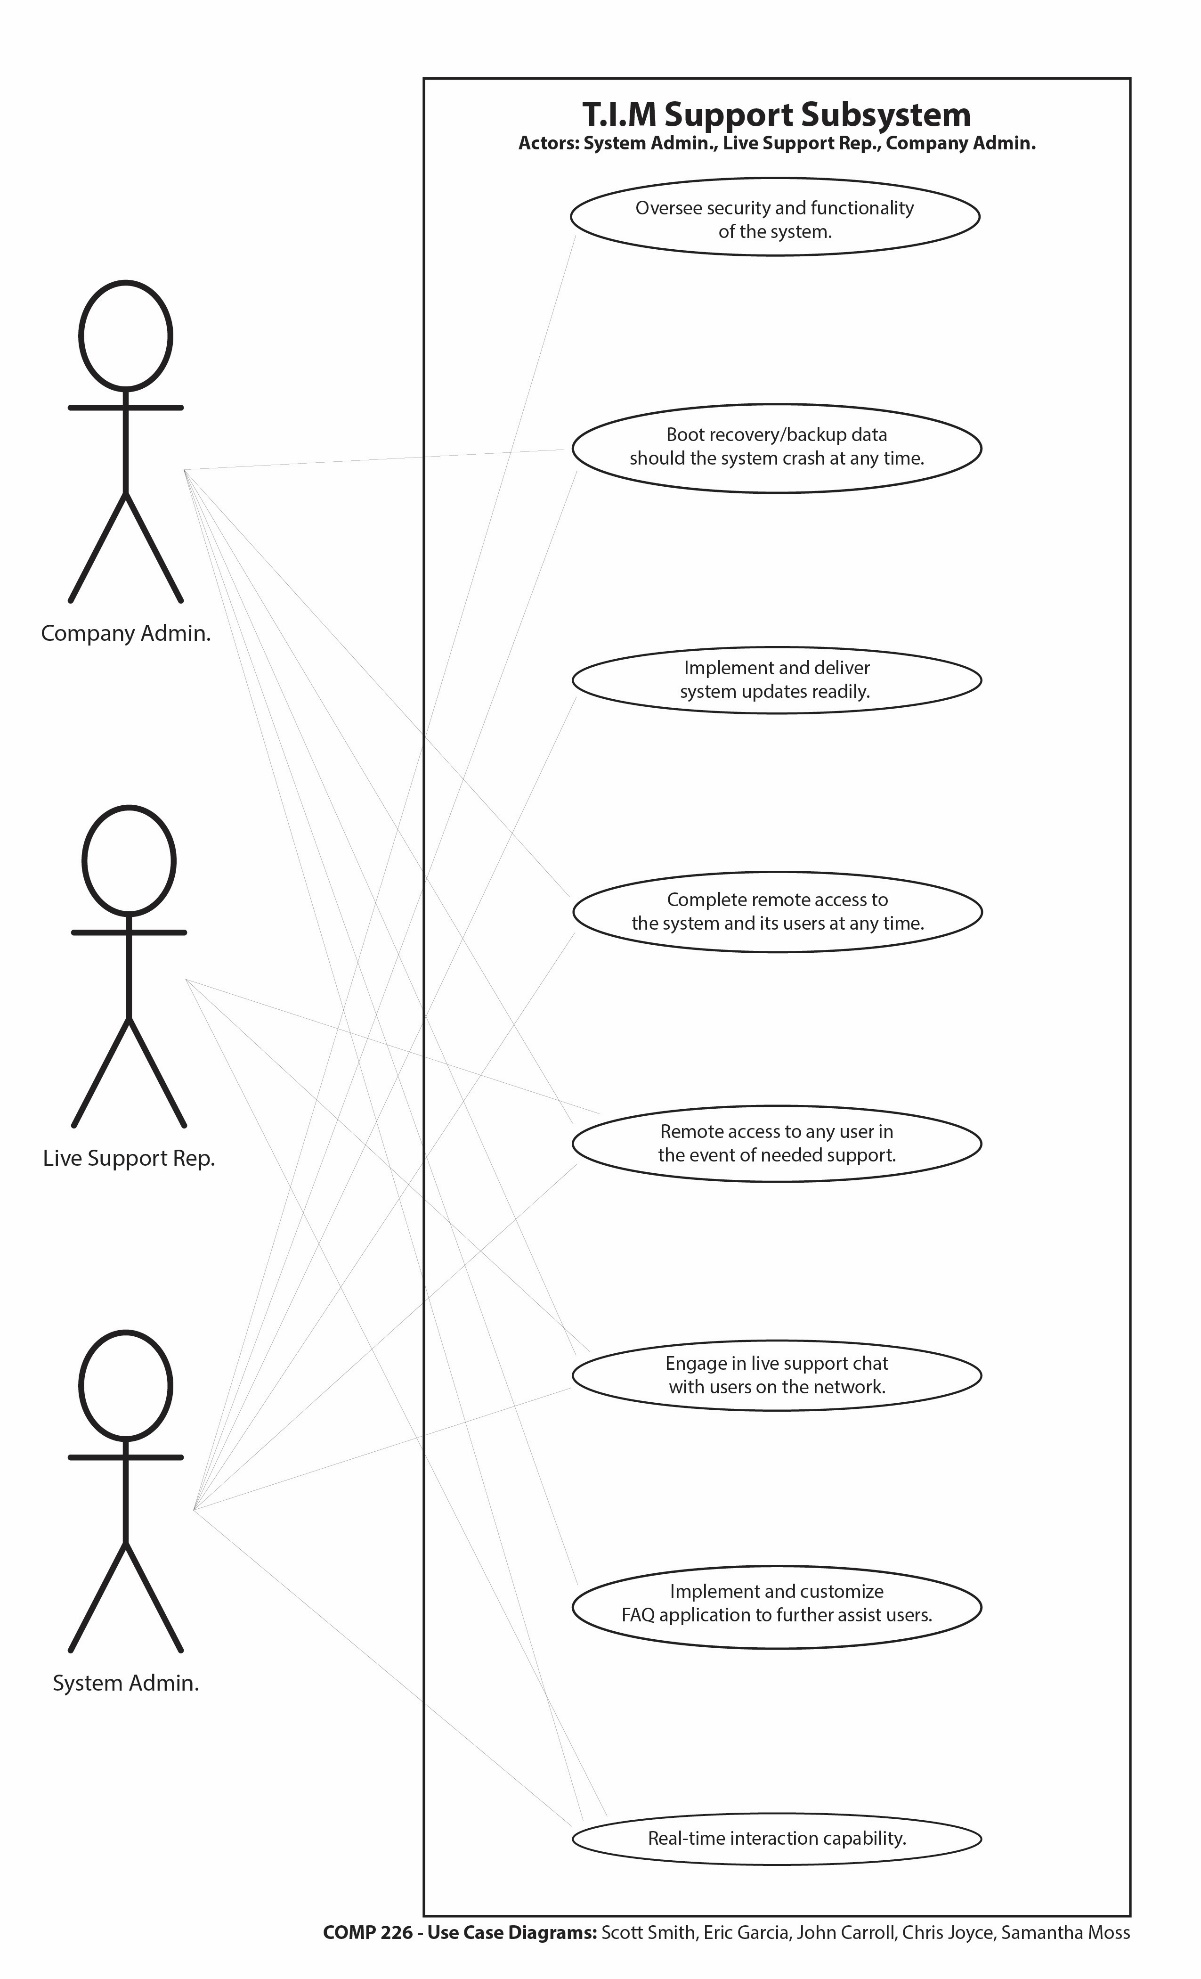 T.I.M Support Subsystem
Actors: System Admin., Live Support Rep., Company Admin.
Oversee security and functionality
of the system.
Boot recovery/backup data
should the system crash at any time.
Company Admin.
Implement and deliver
system updates readily.
Complete remote access to
the system and its users at any time.
Remote access to any user in
the event of needed support.
Live Support Rep.
Engage in live support chat
with users on the network.
Implement and customize
FAQ application to further assist users.
System Admin.
Real-time interaction capability.
COMP 226 - Use Case Diagrams: Scott Smith, Eric Garcia, John Carroll, Chris Joyce, Samantha Moss